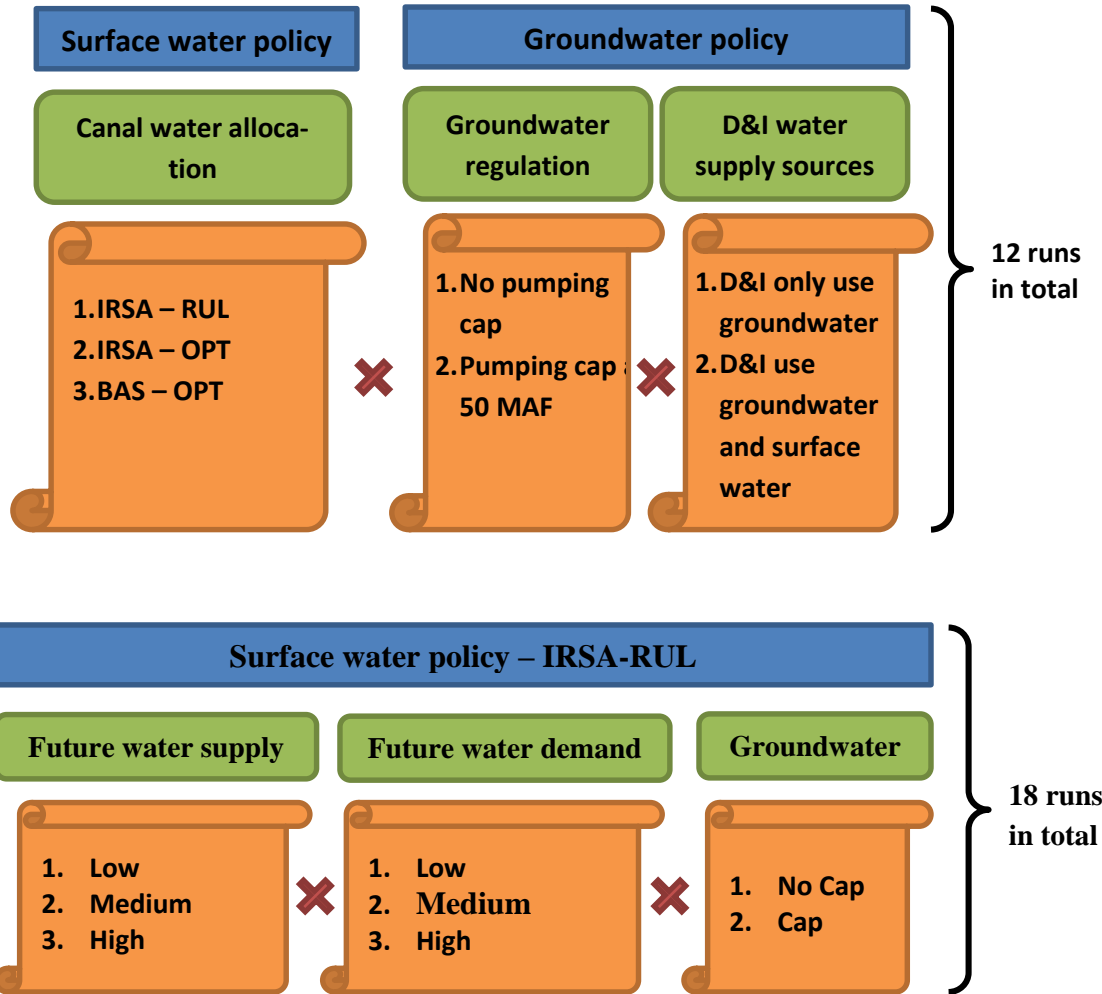 Surface water policy
Groundwater policy
Canal water alloca-
tion
Groundwater
regulation
D&I water
supply sources
1.IRSA – RUL
2.IRSA – OPT
3.BAS – OPT
1.No pumping
cap
2.Pumping cap
50 MAF
1.D&I only use
groundwater
2.D&I use
groundwater
and surface
water
12 runs
in total
Surface water policy – IRSA-RUL
Future water supply
Future water demand
Groundwater
1. Low
2. Medium
3. High
1. Low
2. Medium
3. High
1. No Cap
2. Cap
18 runs
in total